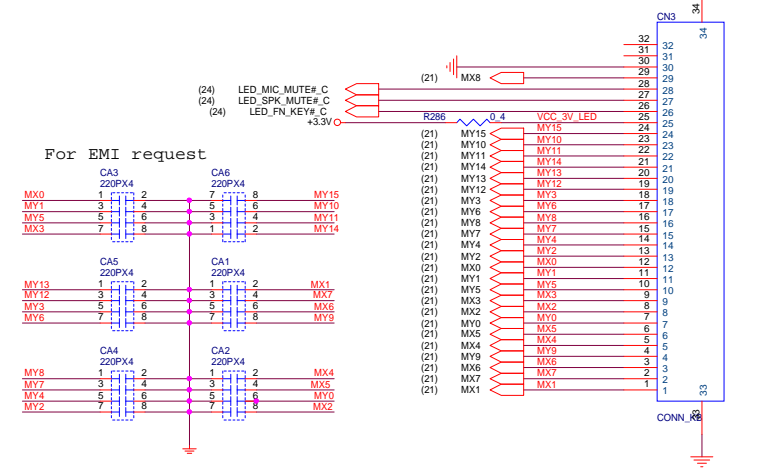 34
CN3
34
32 32
31 31
30 30
(21) MX8 29 29
(24) LED_MIC_MUTE#_C 28 28
(24) LED_SPK_MUTE#_C 27 27
(24) LED_FN_KEY#_C 26 26
+3.3V R286 0_4 VCC_3V_LED 25 25
(21) MY15 MY15 24 24
(21) MY10 MY10 23 23
(21) MY11 MY11 22 22
(21) MY14 MY14 21 21
(21) MY13 MY13 20 20
(21) MY12 MY12 19 19
(21) MY3 MY3 18 18
(21) MY6 MY6 17 17
(21) MY8 MY8 16 16
(21) MY7 MY7 15 15
(21) MY4 MY4 14 14
(21) MY2 MY2 13 13
(21) MX0 MX0 12 12
(21) MY1 MY1 11 11
(21) MY5 MY5 10 10
(21) MX3 MX3 9 9
(21) MX2 MX2 8 8
(21) MY0 MY0 7 7
(21) MX5 MX5 6 6
(21) MX4 MX4 5 5
(21) MY9 MY9 4 4
(21) MX6 MX6 3 3
(21) MX7 MX7 2 2
(21) MX1 MX1 1 1
33
CONN_KB
33
For EMI request
CA3
220PX4
MX0 1 2
MY1 3 4
MY5 5 6
MX3 7 8
CA6
220PX4
7 8 MY15
5 6 MY10
3 4 MY11
1 2 MY14
CA5
220PX4
MY13 1 2
MY12 3 4
MY3 5 6
MY6 7 8
CA1
220PX4
1 2 MX1
3 4 MX7
5 6 MX6
7 8 MY9
CA4
220PX4
MY8 1 2
MY7 3 4
MY4 5 6
MY2 7 8
CA2
220PX4
1 2 MX4
3 4 MX5
5 6 MY0
7 8 MX2